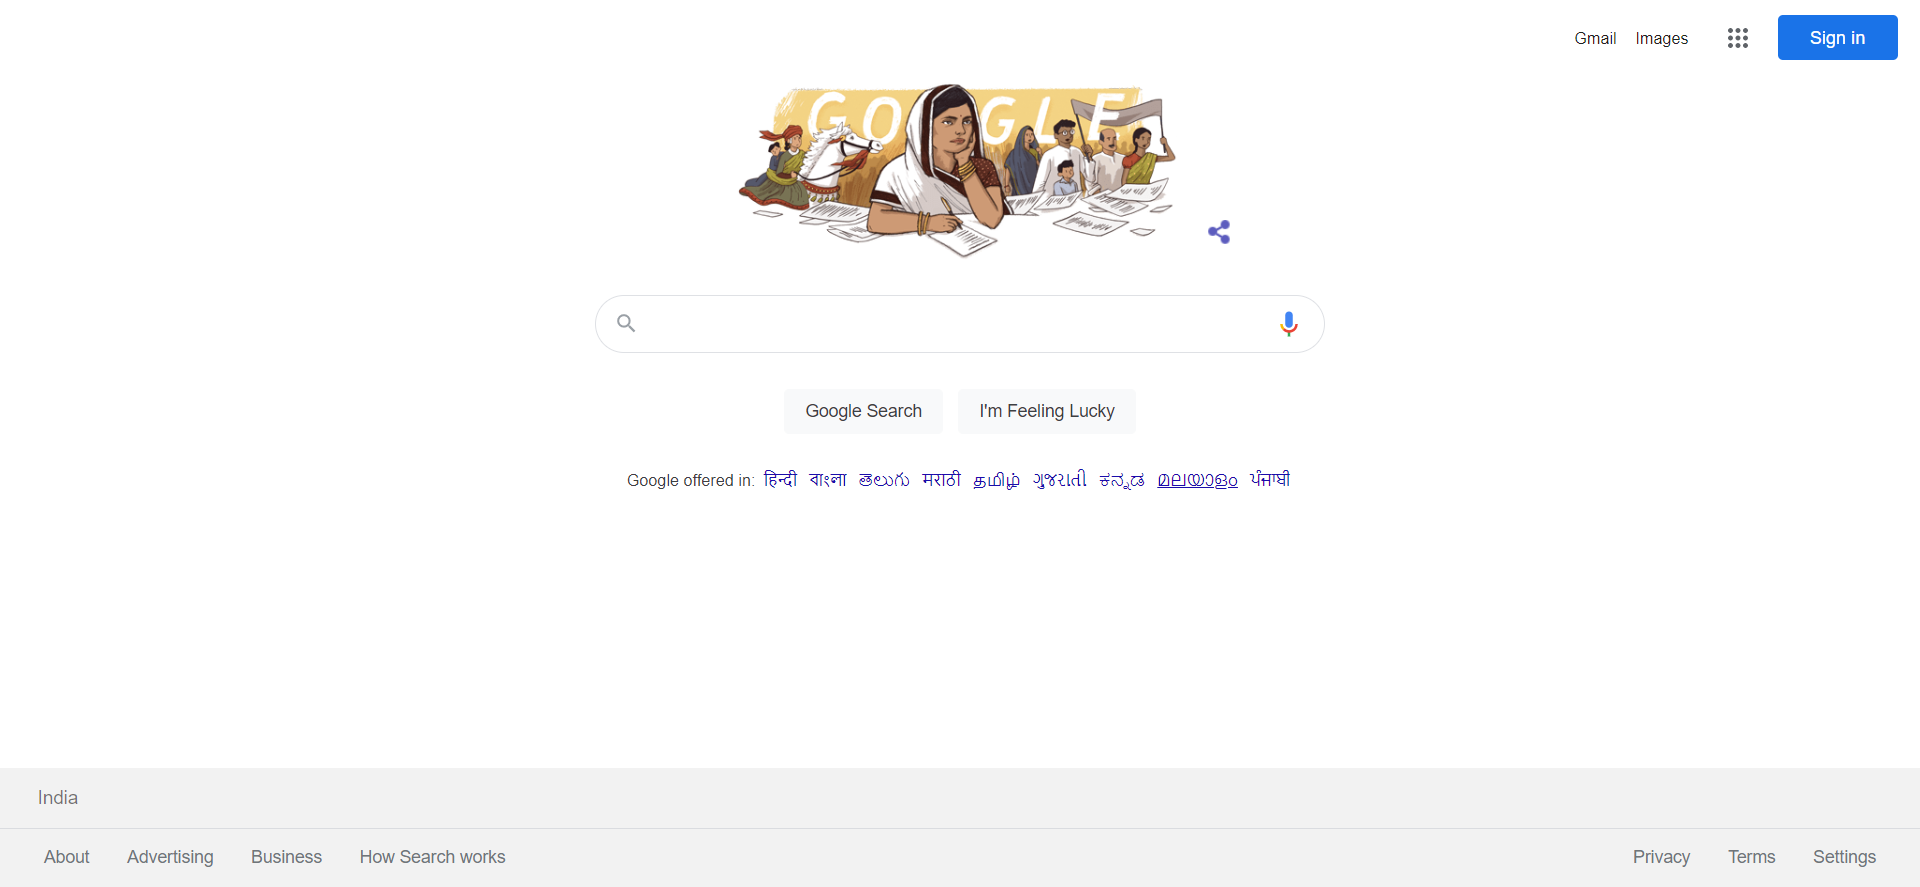 Gmail Images Sign in
GOOGLE
Google Search I'm Feeling Lucky
Google offered in: हिन्दी বাংলা తెలుగు मराठी தமிழ் ગુજરાતી ಕನ್ನಡ മലയാളം ਪੰਜਾਬੀ
India
About Advertising Business How Search works Privacy Terms Settings